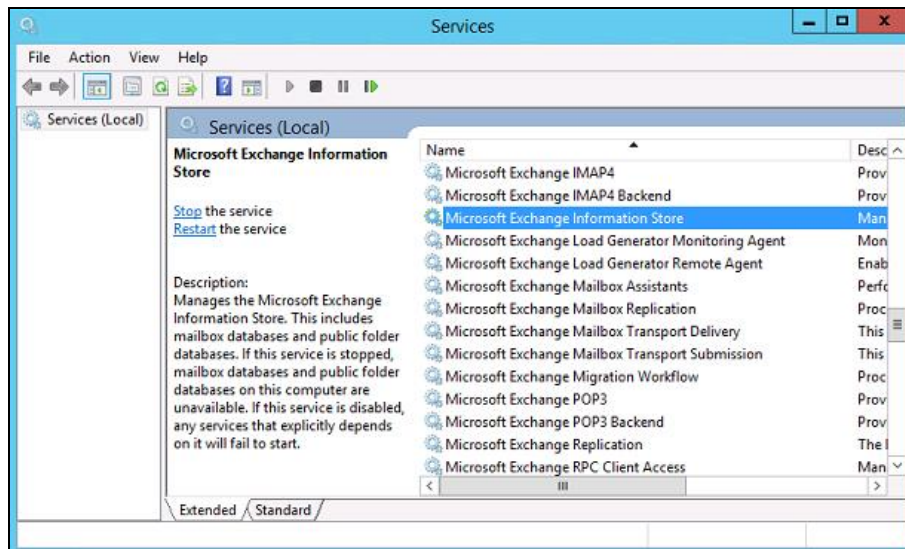 Services
File Action View Help
Services (Local)
Services (Local)
Microsoft Exchange Information
Store
Stop the service
Restart the service
Description:
Manages the Microsoft Exchange
Information Store. This includes
mailbox databases and public folder
databases. If this service is stopped,
mailbox databases and public folder
databases on this computer are
unavailable. If this service is disabled,
any services that explicitly depends
on it will fail to start.
Name Desc
Microsoft Exchange IMAP4 Prov
Microsoft Exchange IMAP4 Backend Prov
Microsoft Exchange Information Store Man
Microsoft Exchange Load Generator Monitoring Agent Mon
Microsoft Exchange Load Generator Remote Agent Enab
Microsoft Exchange Mailbox Assistants Perfo
Microsoft Exchange Mailbox Replication Proc
Microsoft Exchange Mailbox Transport Delivery This
Microsoft Exchange Mailbox Transport Submission This
Microsoft Exchange Migration Workflow Proc
Microsoft Exchange POP3 Prov
Microsoft Exchange POP3 Backend Prov
Microsoft Exchange Replication The
Microsoft Exchange RPC Client Access Man
Extended Standard